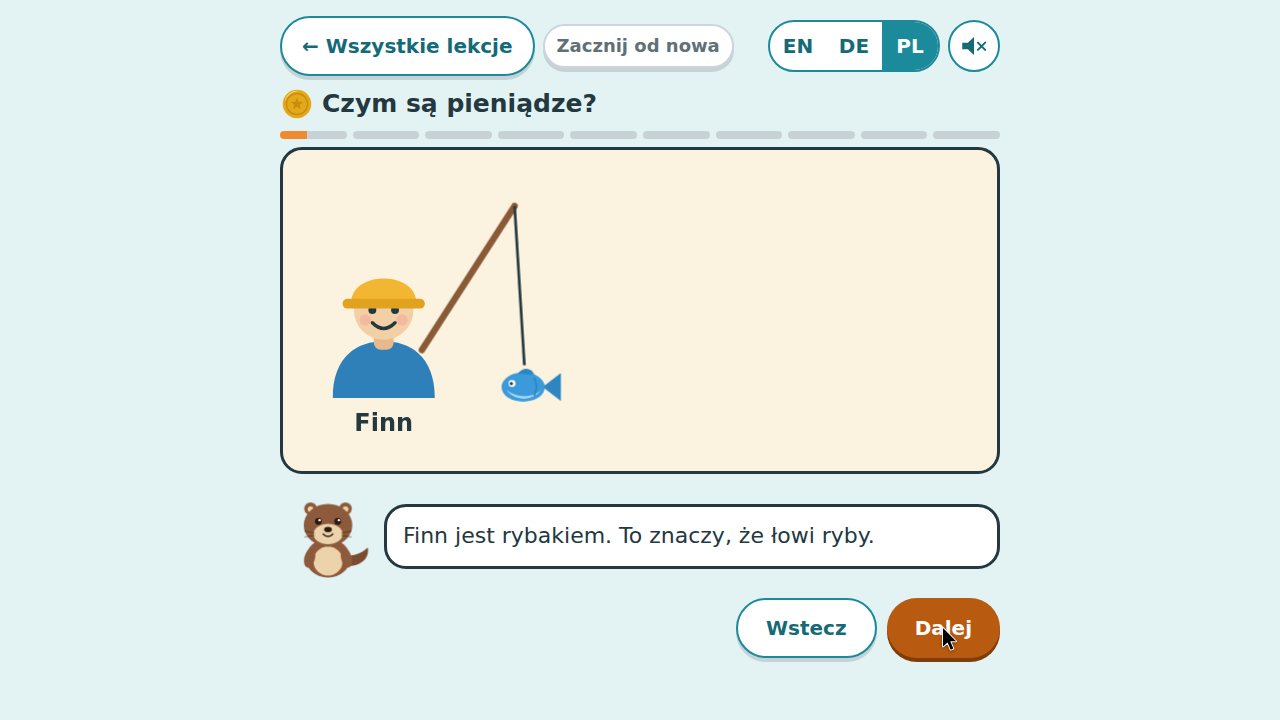 ← Wszystkie lekcje
Zacznij od nowa
EN DE PL
Czym są pieniądze?
Finn
Finn jest rybakiem. To znaczy, że łowi ryby.
Wstecz
Dalej